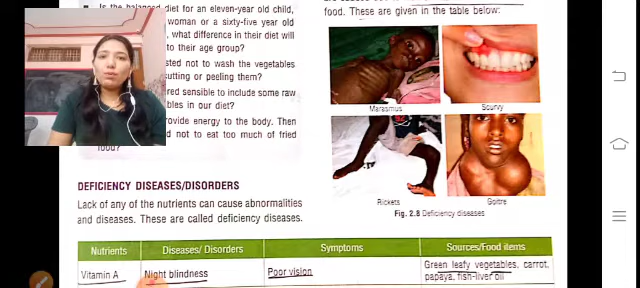 Is the balanced diet for an eleven-year old child,
woman or a sixty-five year old
, what difference in their diet will
to their age group?
sted not to wash the vegetables
cutting or peeling them?
red sensible to include some raw
bles in our diet?
rovide energy to the body. Then
d not to eat too much of fried
food?
DEFICIENCY DISEASES/DISORDERS
Lack of any of the nutrients can cause abnormalities
and diseases. These are called deficiency diseases.
food. These are given in the table below:
Marasmus Scurvy
Rickets Goitre
Fig. 2.8 Deficiency diseases
Nutrients Diseases/ Disorders Symptoms Sources/Food items
Vitamin A Night blindness Poor vision Green leafy vegetables, carrot,
papaya, fish-liver oil